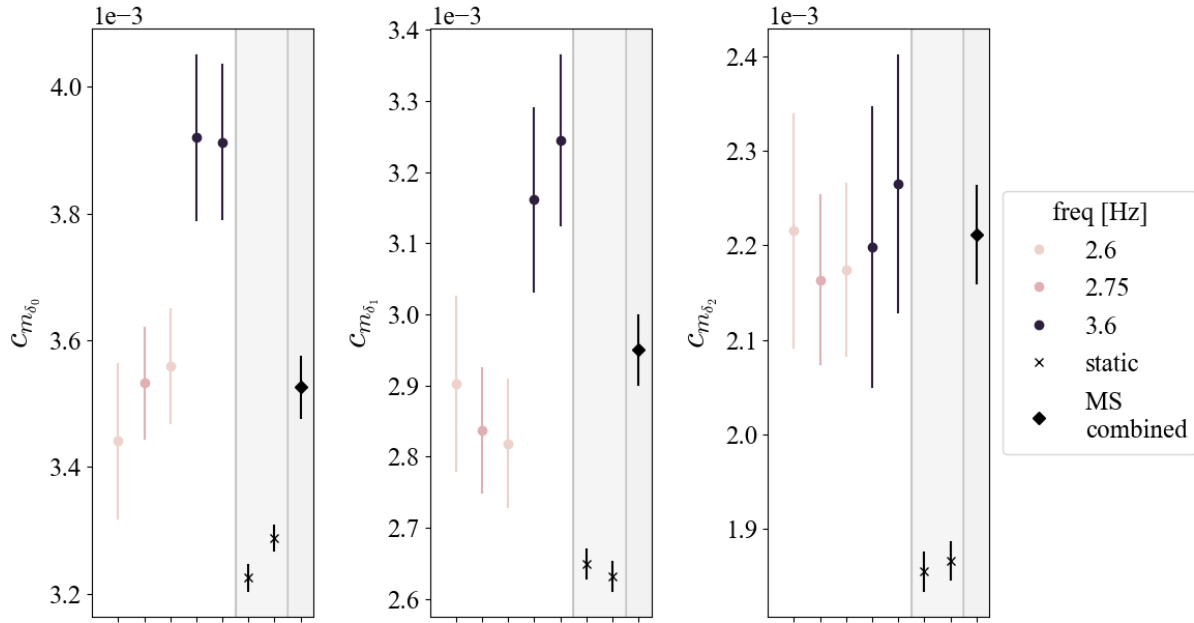 1e−3
4.0
3.8
3.6
3.4
3.2
c_{m_{δ_0}}
1e−3
3.4
3.3
3.2
3.1
3.0
2.9
2.8
2.7
2.6
c_{m_{δ_1}}
1e−3
2.4
2.3
2.2
2.1
2.0
1.9
c_{m_{δ_2}}
freq [Hz]
2.6
2.75
3.6
static
MS
combined